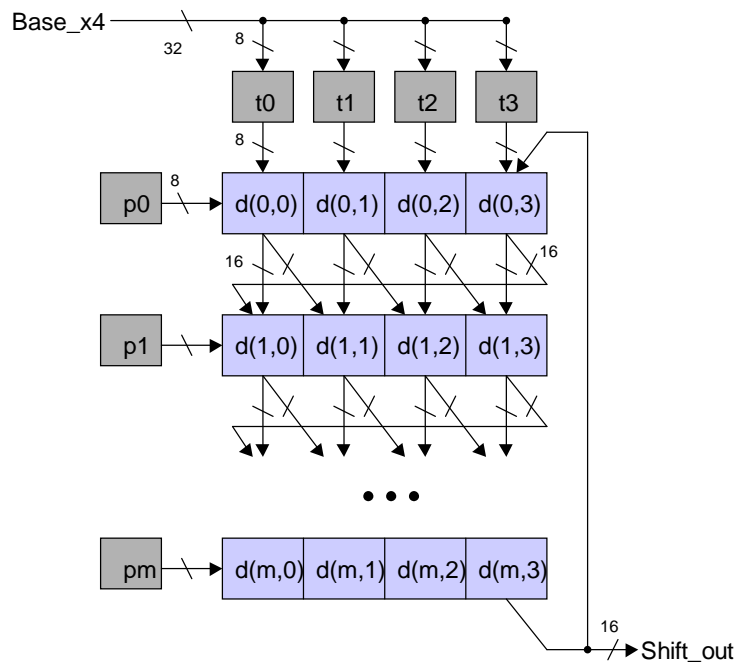 Base_x4
32
8
t0 t1 t2 t3
8
8
p0 d(0,0) d(0,1) d(0,2) d(0,3)
16 16
p1 d(1,0) d(1,1) d(1,2) d(1,3)
pm d(m,0) d(m,1) d(m,2) d(m,3)
16
Shift_out